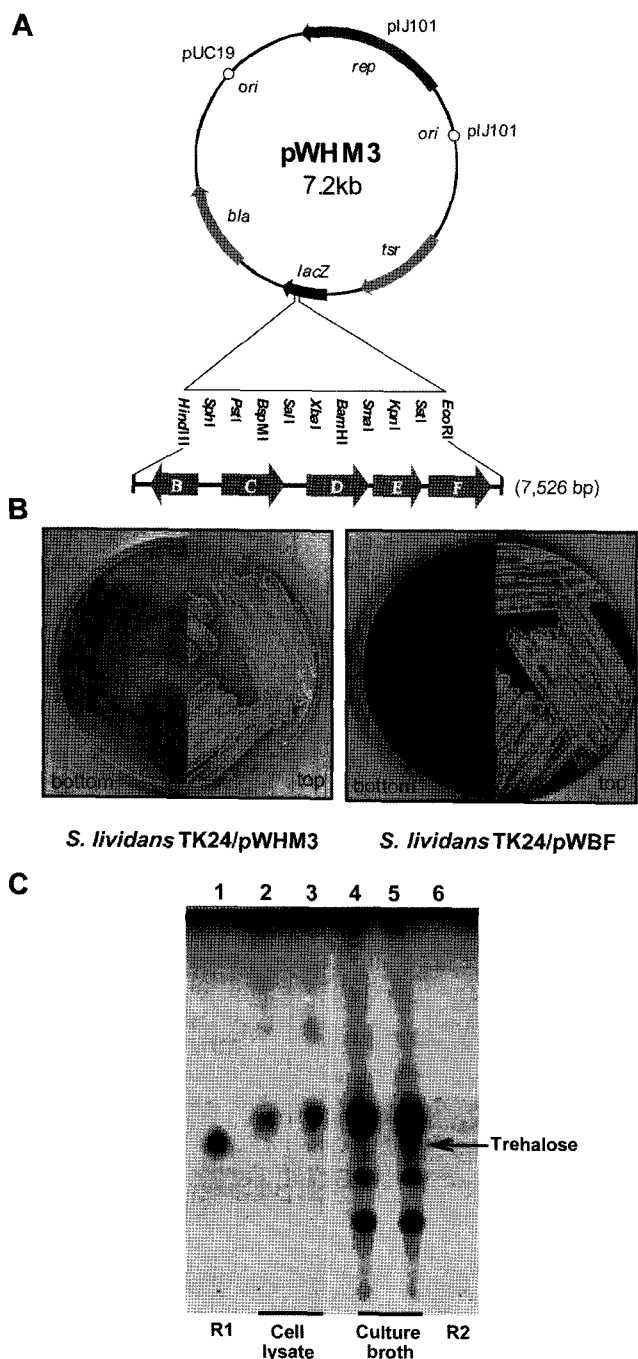 A
pIJ101
rep
pUC19
ori
ori
pIJ101
pWHM3
7.2kb
bla
tsr
lacZ
HindIII
SphI
PstI
BspMI
SalI
XbaI
BamHI
SmaI
KpnI
SstI
EcoRI
B C D E F (7,526 bp)
B
bottom top bottom top
S. lividans TK24/pWHM3 S. lividans TK24/pWBF
C
1 2 3 4 5 6
Trehalose
R1 Cell lysate Culture broth R2